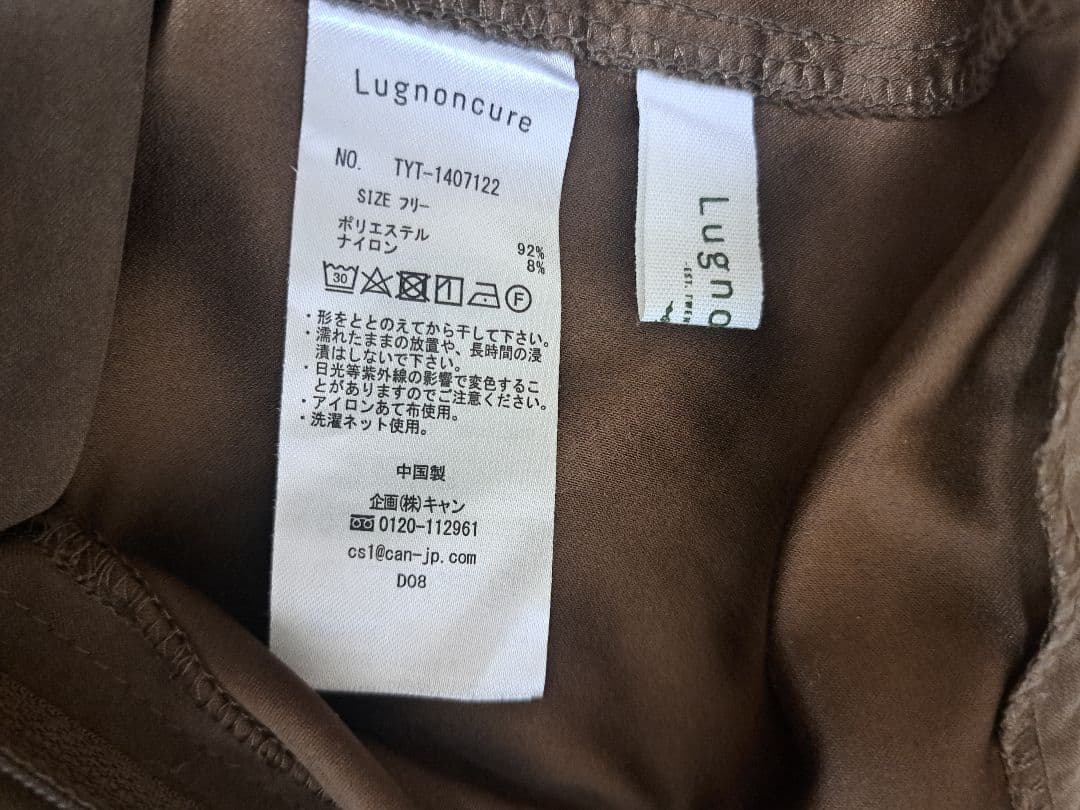 Lugnoncure
NO. TYT-1407122
SIZE フリー
ポリエステル 92%
ナイロン 8%
30
F
・形をととのえてから干して下さい。
・濡れたままの放置や、長時間の浸
漬はしないで下さい。
・日光等紫外線の影響で変色するこ
とがありますのでご注意ください。
・アイロンあて布使用。
・洗濯ネット使用。
中国製
企画(株)キャン
0120-112961
cs1@can-jp.com
D08
Lugno
EST. TWEN